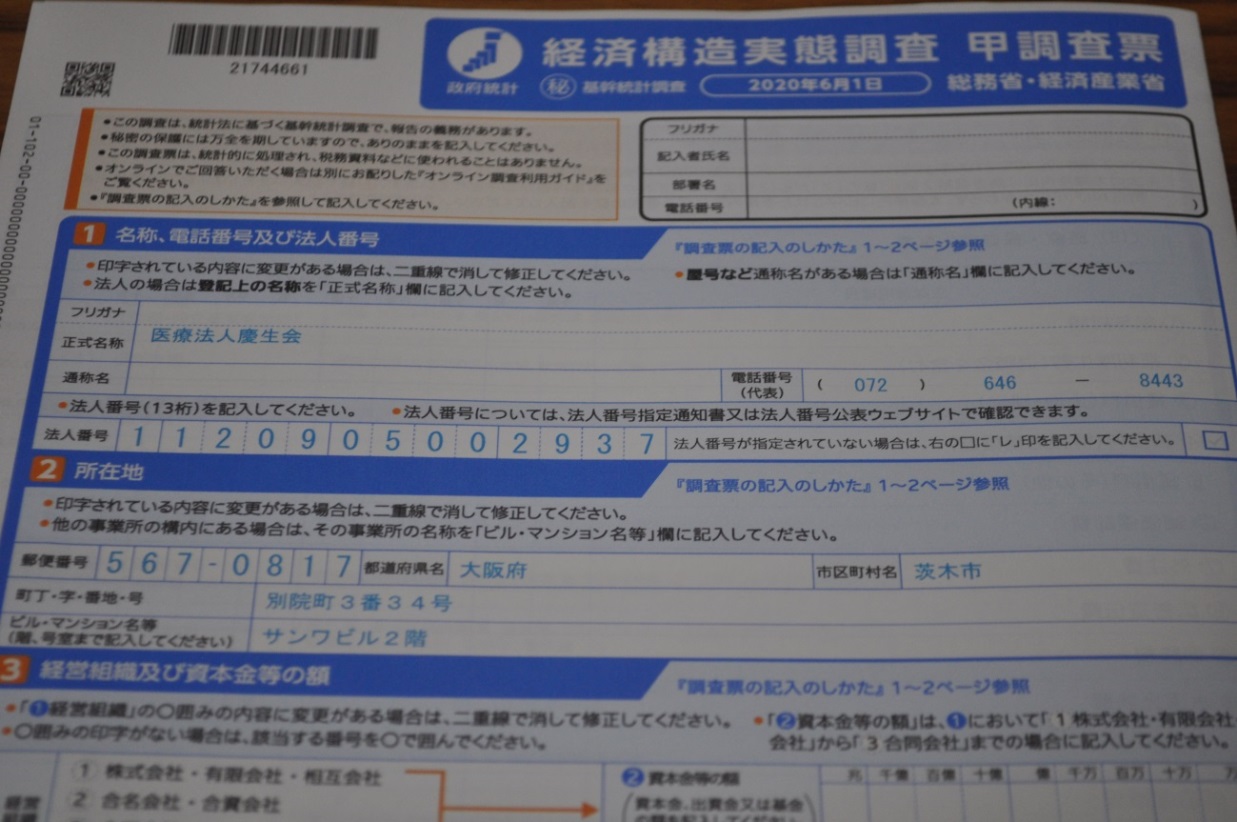 21744661
経済構造実態調査 甲調査票
政府統計 ㊙ 基幹統計調査 2020年6月1日 総務省・経済産業省
•この調査は、統計法に基づく基幹統計調査で、報告の義務があります。
•秘密の保護には万全を期していますので、ありのままを記入してください。
•この調査票は、統計的に処理され、税務資料などに使われることはありません。
•オンラインでご回答いただく場合は別にお配りした『オンライン調査利用ガイド』を
ご覧ください。
•『調査票の記入のしかた』を参照して記入してください。
フリガナ
記入者氏名
部署名
電話番号 (内線: )
1 名称、電話番号及び法人番号 『調査票の記入のしかた』1~2ページ参照
•印字されている内容に変更がある場合は、二重線で消して修正してください。
•法人の場合は登記上の名称を「正式名称」欄に記入してください。
•屋号など通称名がある場合は「通称名」欄に記入してください。
フリガナ
正式名称 医療法人慶生会
通称名 電話番号(代表) ( 072 ) 646 - 8443
•法人番号(13桁)を記入してください。 •法人番号については、法人番号指定通知書又は法人番号公表ウェブサイトで確認できます。
法人番号 1120905002937 法人番号が指定されていない場合は、右の□に「レ」印を記入してください。
2 所在地 『調査票の記入のしかた』1~2ページ参照
•印字されている内容に変更がある場合は、二重線で消して修正してください。
•他の事業所の構内にある場合は、その事業所の名称を「ビル・マンション名等」欄に記入してください。
郵便番号 567-0817 都道府県名 大阪府 市区町村名 茨木市
町丁・字・番地・号 別院町3番34号
ビル・マンション名等
(階、号室まで記入してください) サンワビル2階
3 経営組織及び資本金等の額 『調査票の記入のしかた』1~2ページ参照
•「❶経営組織」の○囲みの内容に変更がある場合は、二重線で消して修正してください。
•○囲みの印字がない場合は、該当する番号を○で囲んでください。
•「❷資本金等の額」は、❶において「1 株式会社・有限会社
会社」から「3 合同会社」までの場合に記入してください。
経営
1 株式会社・有限会社・相互会社
2 合名会社・合資会社
❷ 資本金等の額
(資本金、出資金又は基金
の額を記入してください)
兆 千億 百億 十億 億 千万 百万 十万 万